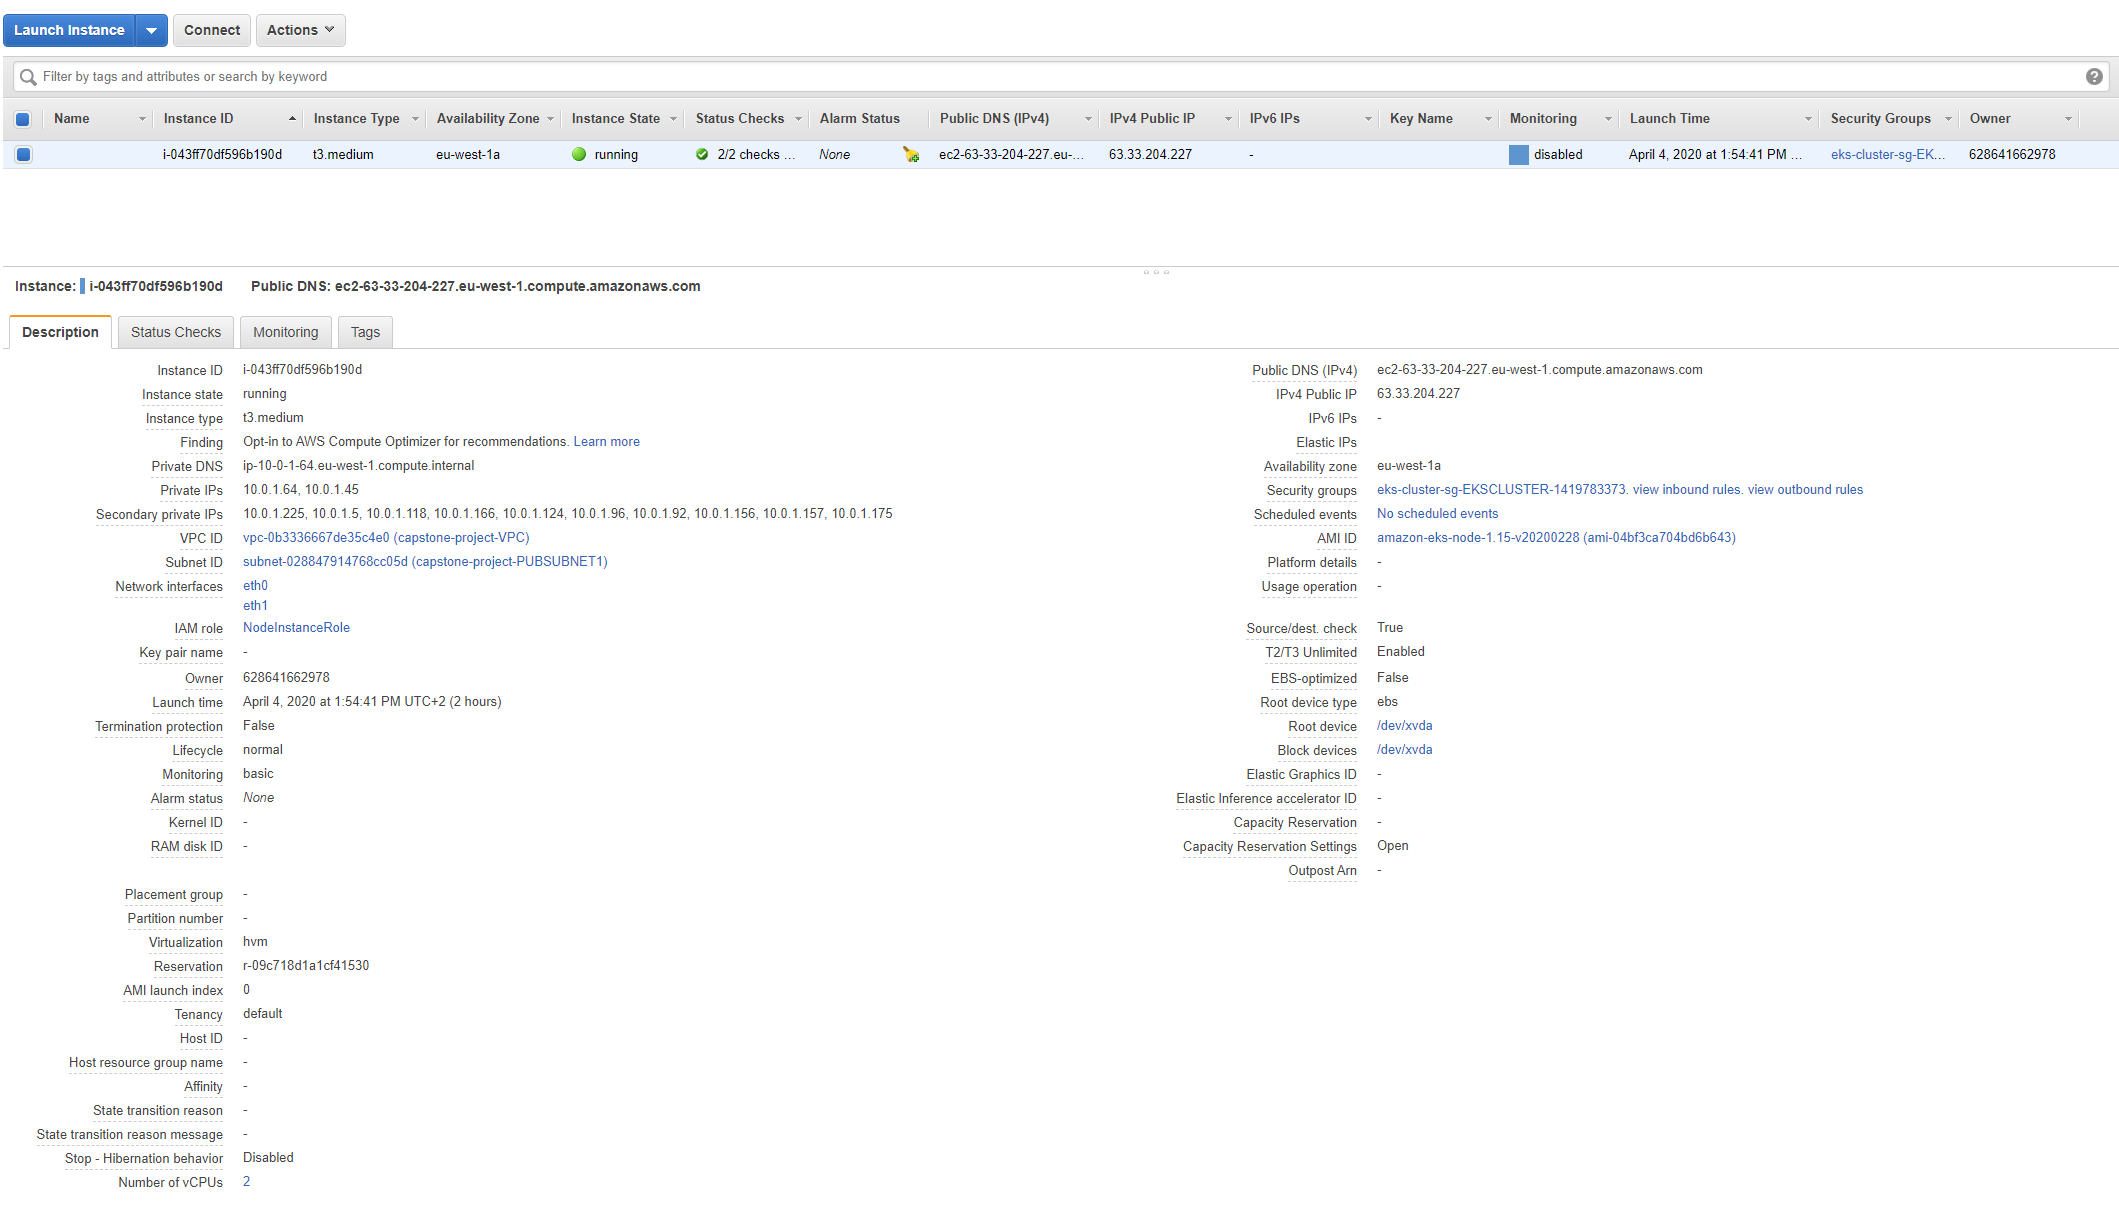 Launch Instance Connect Actions
Filter by tags and attributes or search by keyword
Name Instance ID Instance Type Availability Zone Instance State Status Checks Alarm Status Public DNS (IPv4) IPv4 Public IP IPv6 IPs Key Name Monitoring Launch Time Security Groups Owner
i-043ff70df596b190d t3.medium eu-west-1a running 2/2 checks ... None ec2-63-33-204-227.eu-... 63.33.204.227 - disabled April 4, 2020 at 1:54:41 PM ... eks-cluster-sg-EK... 628641662978
Instance: i-043ff70df596b190d Public DNS: ec2-63-33-204-227.eu-west-1.compute.amazonaws.com
Description Status Checks Monitoring Tags
Instance ID i-043ff70df596b190d
Instance state running
Instance type t3.medium
Finding Opt-in to AWS Compute Optimizer for recommendations. Learn more
Private DNS ip-10-0-1-64.eu-west-1.compute.internal
Private IPs 10.0.1.64, 10.0.1.45
Secondary private IPs 10.0.1.225, 10.0.1.5, 10.0.1.118, 10.0.1.166, 10.0.1.124, 10.0.1.96, 10.0.1.92, 10.0.1.156, 10.0.1.157, 10.0.1.175
VPC ID vpc-0b3336667de35c4e0 (capstone-project-VPC)
Subnet ID subnet-028847914768cc05d (capstone-project-PUBSUBNET1)
Network interfaces eth0
eth1
IAM role NodeInstanceRole
Key pair name -
Owner 628641662978
Launch time April 4, 2020 at 1:54:41 PM UTC+2 (2 hours)
Termination protection False
Lifecycle normal
Monitoring basic
Alarm status None
Kernel ID -
RAM disk ID -
Placement group -
Partition number -
Virtualization hvm
Reservation r-09c718d1a1cf41530
AMI launch index 0
Tenancy default
Host ID -
Host resource group name -
Affinity -
State transition reason -
State transition reason message -
Stop - Hibernation behavior Disabled
Number of vCPUs 2
Public DNS (IPv4) ec2-63-33-204-227.eu-west-1.compute.amazonaws.com
IPv4 Public IP 63.33.204.227
IPv6 IPs -
Elastic IPs
Availability zone eu-west-1a
Security groups eks-cluster-sg-EKSCLUSTER-1419783373. view inbound rules. view outbound rules
Scheduled events No scheduled events
AMI ID amazon-eks-node-1.15-v20200228 (ami-04bf3ca704bd6b643)
Platform details -
Usage operation -
Source/dest. check True
T2/T3 Unlimited Enabled
EBS-optimized False
Root device type ebs
Root device /dev/xvda
Block devices /dev/xvda
Elastic Graphics ID -
Elastic Inference accelerator ID -
Capacity Reservation -
Capacity Reservation Settings Open
Outpost Arn -